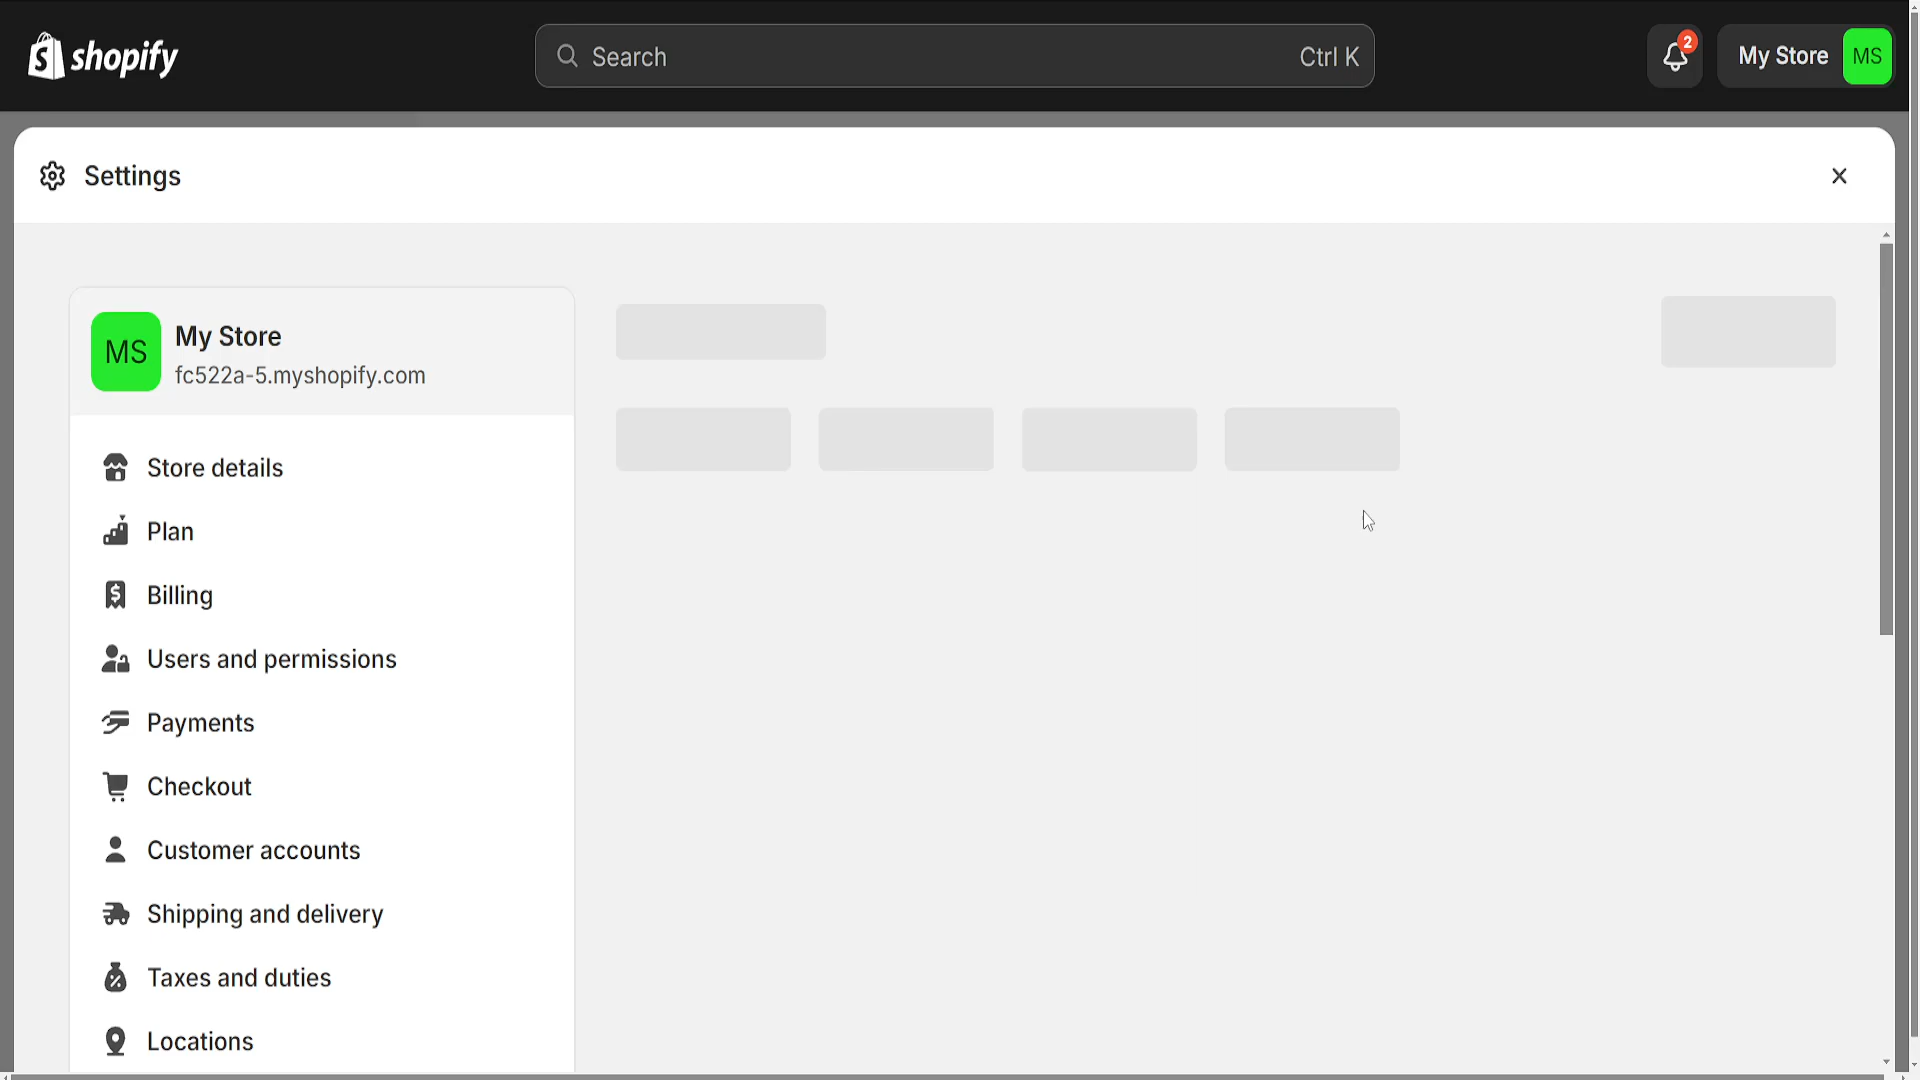 shopify
Search Ctrl K
2
My Store MS
Settings
MS
My Store
fc522a-5.myshopify.com
Store details
Plan
Billing
Users and permissions
Payments
Checkout
Customer accounts
Shipping and delivery
Taxes and duties
Locations